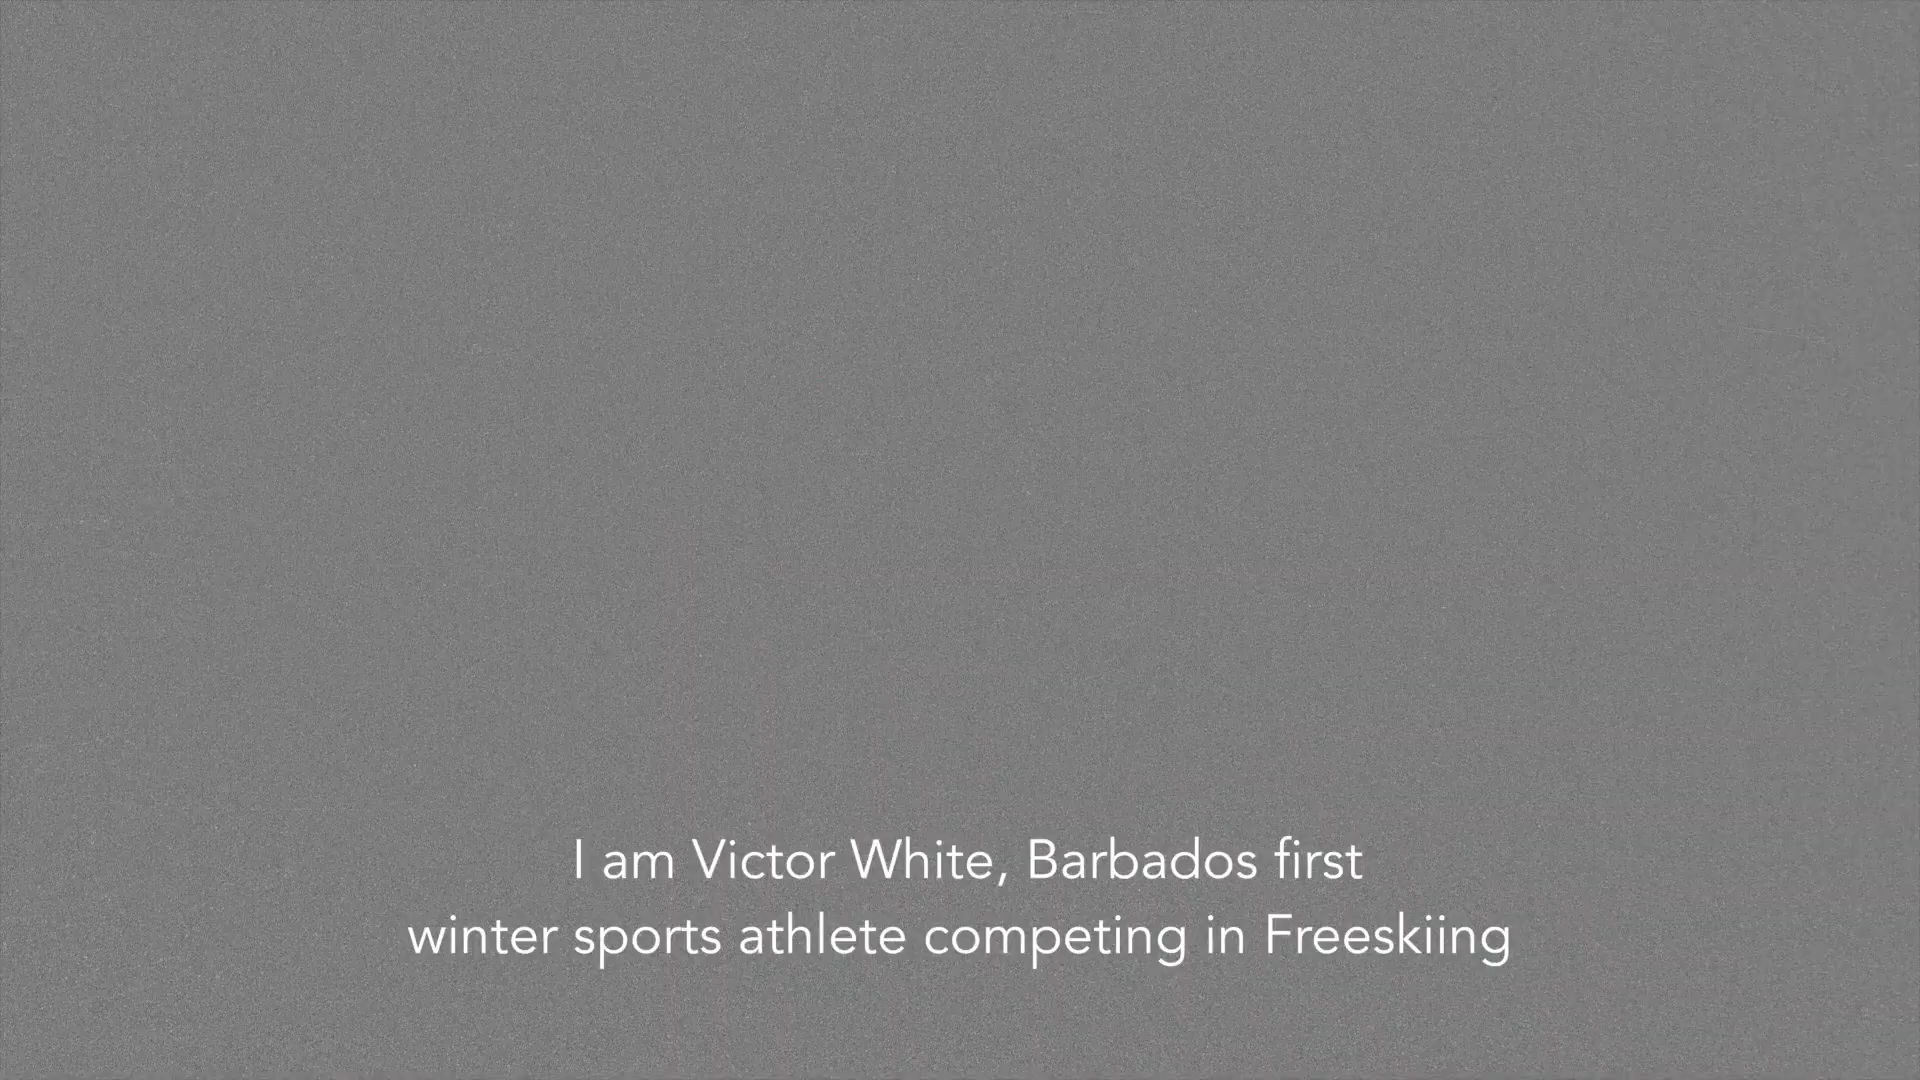 I am Victor White, Barbados first
winter sports athlete competing in Freeskiing